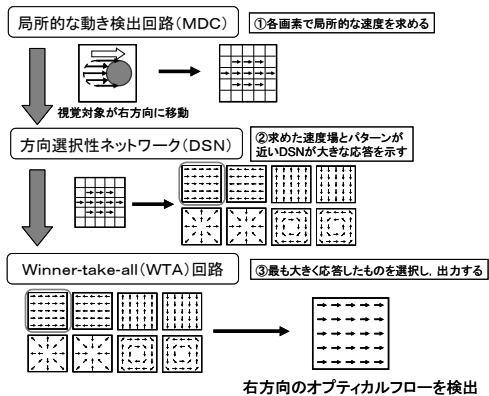 局所的な動き検出回路(MDC)
①各画素で局所的な速度を求める
視覚対象が右方向に移動
方向選択性ネットワーク(DSN)
②求めた速度場とパターンが
近いDSNが大きな応答を示す
Winner-take-all(WTA)回路
③最も大きく応答したものを選択し, 出力する
右方向のオプティカルフローを検出